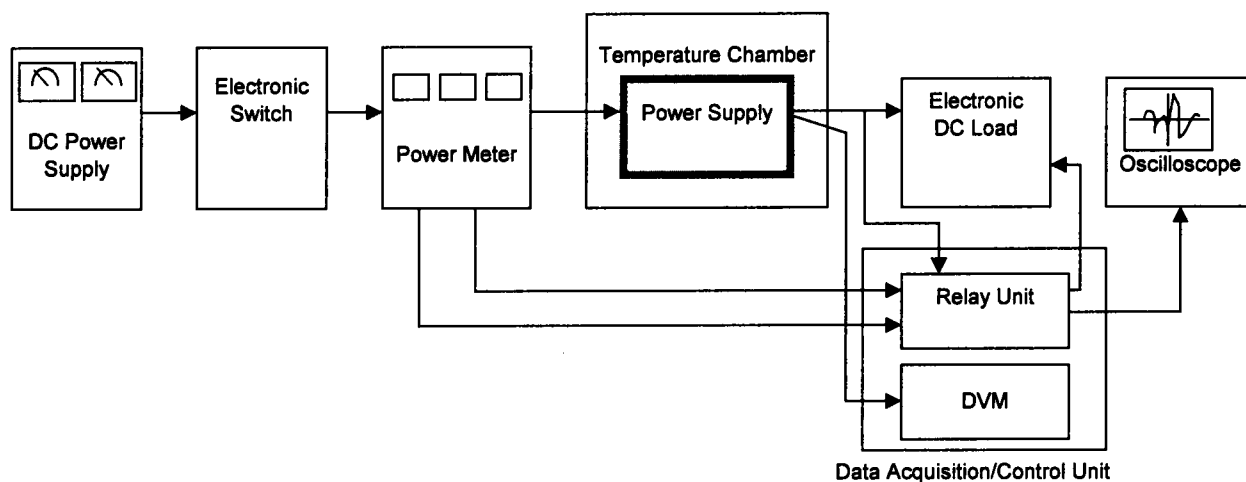 DC Power
Supply
Electronic
Switch
Power Meter
Temperature Chamber
Power Supply
Electronic
DC Load
Oscilloscope
Relay Unit
DVM
Data Acquisition/Control Unit